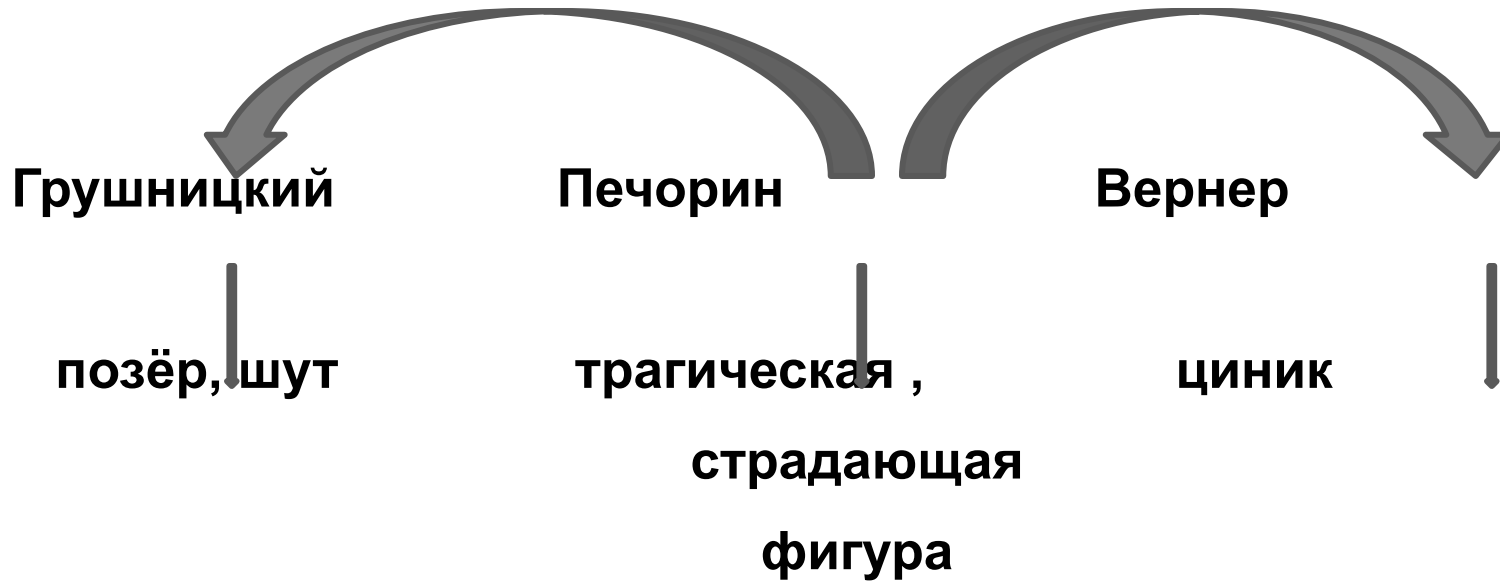 Грушницкий Печорин Вернер
позёр, шут трагическая , циник
страдающая
фигура